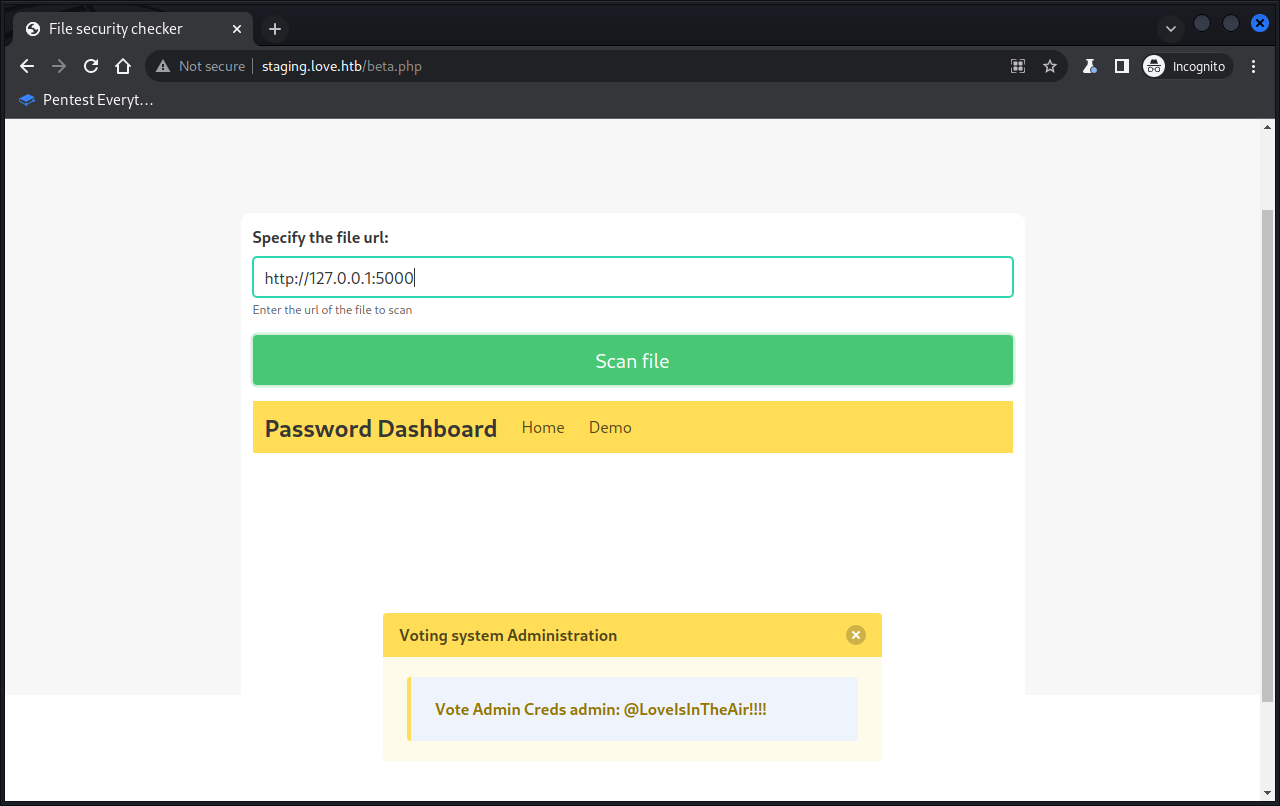 File security checker
Not secure staging.love.htb/beta.php Incognito
Pentest Everyt…
Specify the file url:
http://127.0.0.1:5000
Enter the url of the file to scan
Scan file
Password Dashboard Home Demo
Voting system Administration
Vote Admin Creds admin: @LoveIsInTheAir!!!!